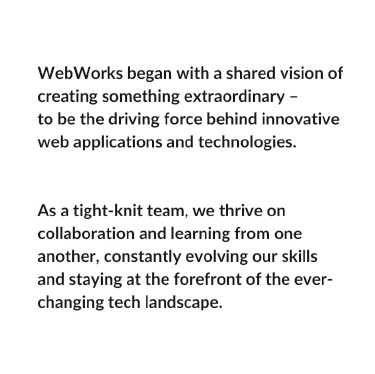 WebWorks began with a shared vision of
creating something extraordinary –
to be the driving force behind innovative
web applications and technologies.
As a tight-knit team, we thrive on
collaboration and learning from one
another, constantly evolving our skills
and staying at the forefront of the ever-
changing tech landscape.